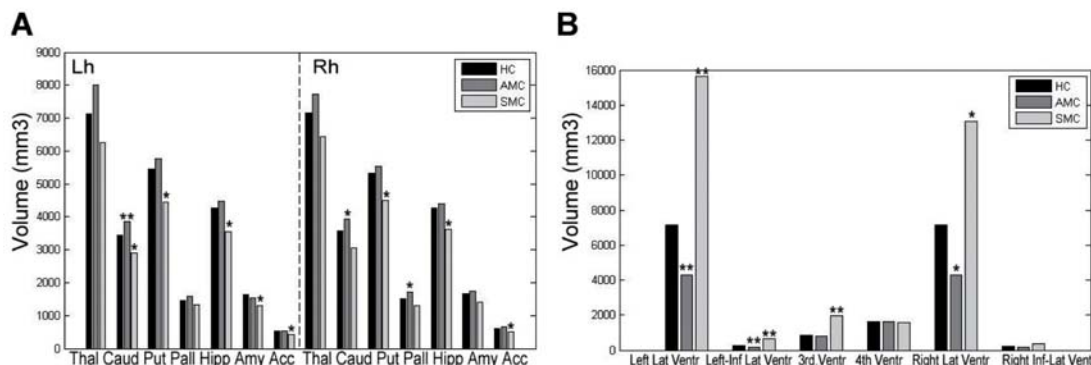 A
Volume (mm3)
9000
8000
7000
6000
5000
4000
3000
2000
1000
0
Lh
Rh
HC
AMC
SMC
** * * * * *
* * * * * *
Thal Caud Put Pall Hipp Amy Acc Thal Caud Put Pall Hipp Amy Acc
B
Volume (mm3)
16000
14000
12000
10000
8000
6000
4000
2000
0
HC
AMC
SMC
** ** ** ** ** * *
Left Lat Ventr Left-Inf Lat Ventr 3rd.Ventr 4th Ventr Right Lat Ventr Right Inf-Lat Ventr